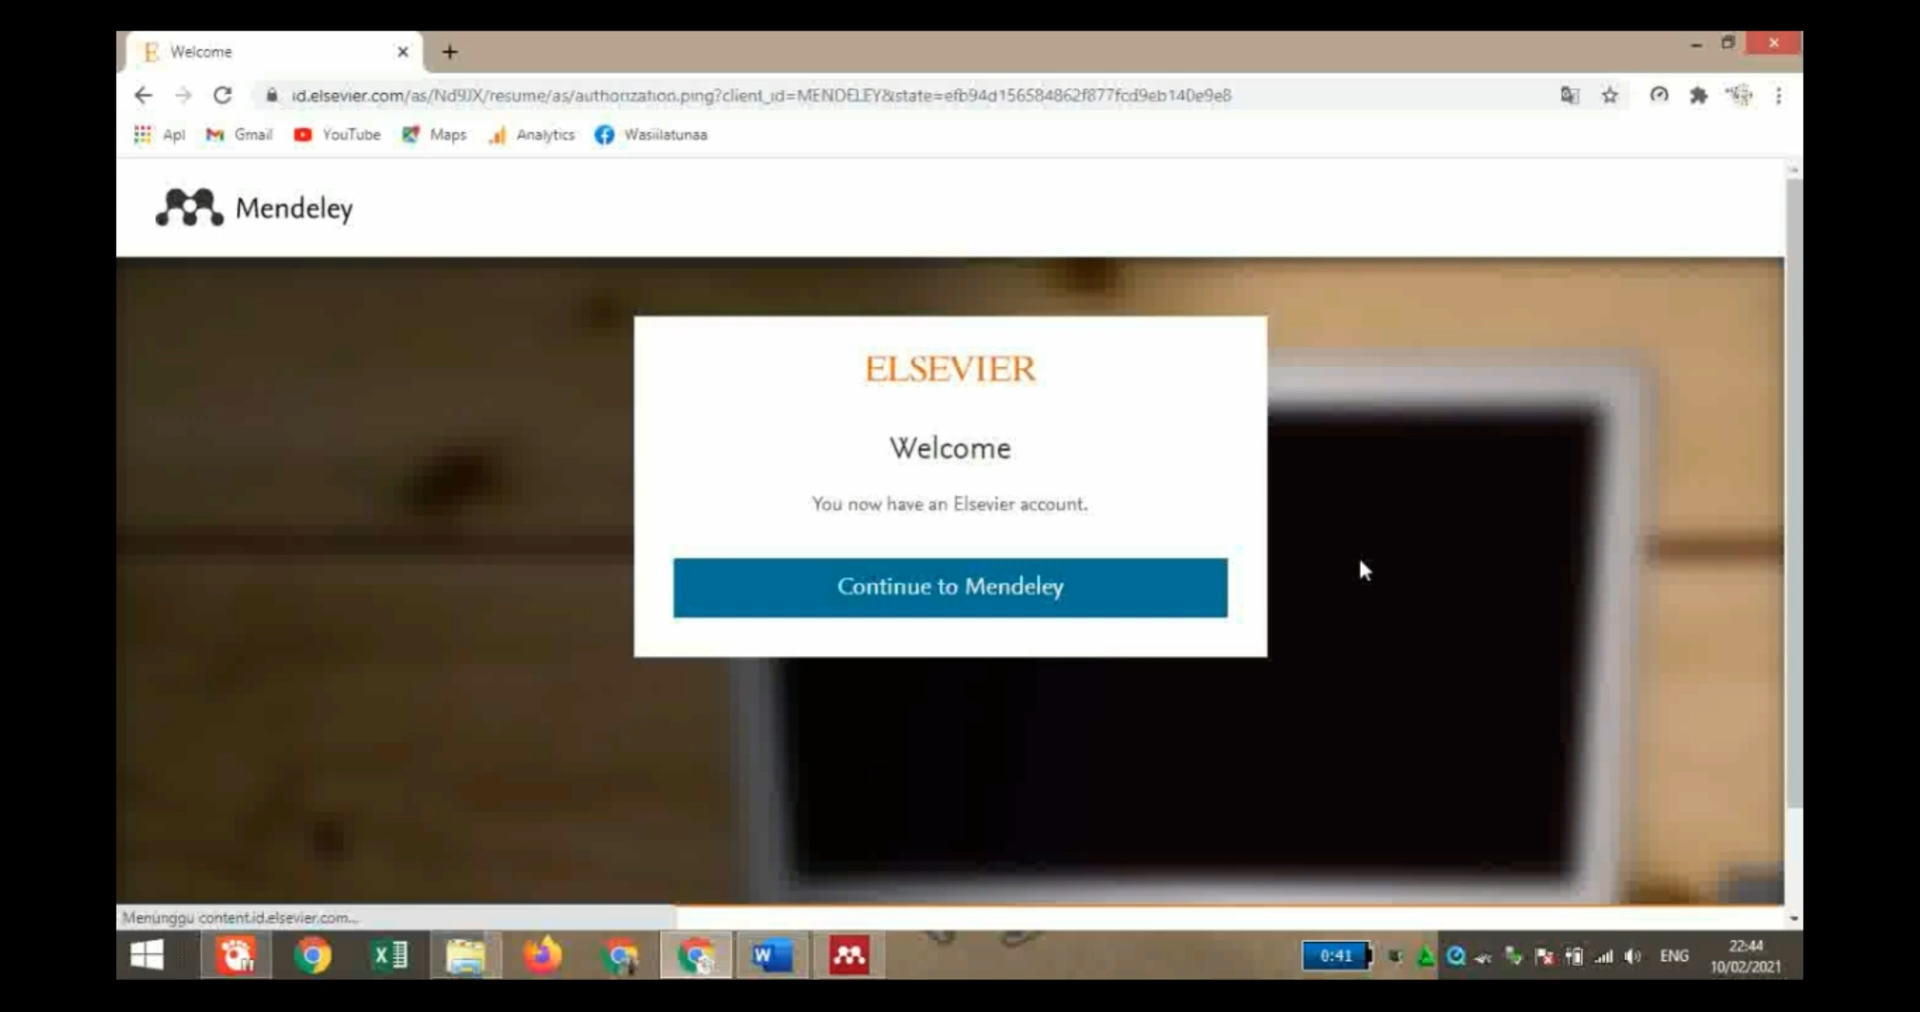 Welcome
id.elsevier.com/as/Nd9JX/resume/as/authorization.ping?client_id=MENDELEY&state=efb94d156584862f877fcd9eb140e9e8
Apl Gmail YouTube Maps Analytics Wasiilatunaa
Mendeley
ELSEVIER
Welcome
You now have an Elsevier account.
Continue to Mendeley
Menunggu content.id.elsevier.com...
0:41 ENG 22:44
10/02/2021